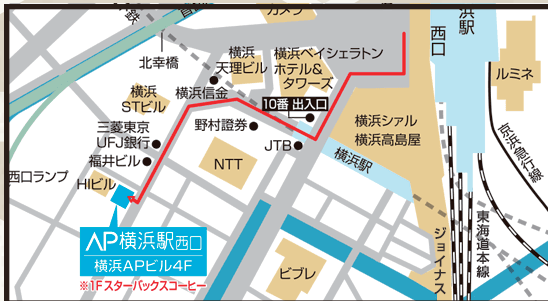 カメラ
横浜駅
西口
北幸橋
横浜
天理ビル
横浜ベイシェラトン
ホテル&
タワーズ
ルミネ
横浜
STビル
横浜信金
10番 出入口
三菱東京
UFJ銀行
野村證券
横浜シァル
横浜高島屋
京浜急行線
福井ビル
JTB
横浜駅
NTT
西口ランプ
HIビル
AP横浜駅西口
横浜APビル4F
※1Fスターバックスコーヒー
ビブレ
ジョイナス
東海道本線